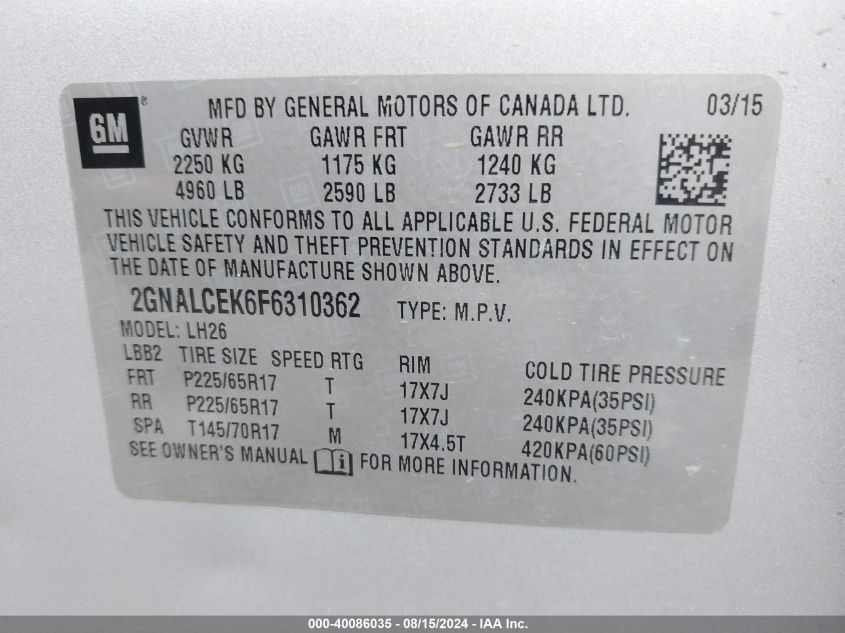 GM
®
MFD BY GENERAL MOTORS OF CANADA LTD. 03/15
GVWR GAWR FRT GAWR RR
2250 KG 1175 KG 1240 KG
4960 LB 2590 LB 2733 LB
THIS VEHICLE CONFORMS TO ALL APPLICABLE U.S. FEDERAL MOTOR
VEHICLE SAFETY AND THEFT PREVENTION STANDARDS IN EFFECT ON
THE DATE OF MANUFACTURE SHOWN ABOVE.
2GNALCEK6F6310362 TYPE: M.P.V.
MODEL: LH26
LBB2 TIRE SIZE SPEED RTG RIM COLD TIRE PRESSURE
FRT P225/65R17 T 17X7J 240KPA(35PSI)
RR P225/65R17 T 17X7J 240KPA(35PSI)
SPA T145/70R17 M 17X4.5T 420KPA(60PSI)
SEE OWNER'S MANUAL i FOR MORE INFORMATION.
000-40086035 - 08/15/2024 - IAA Inc.